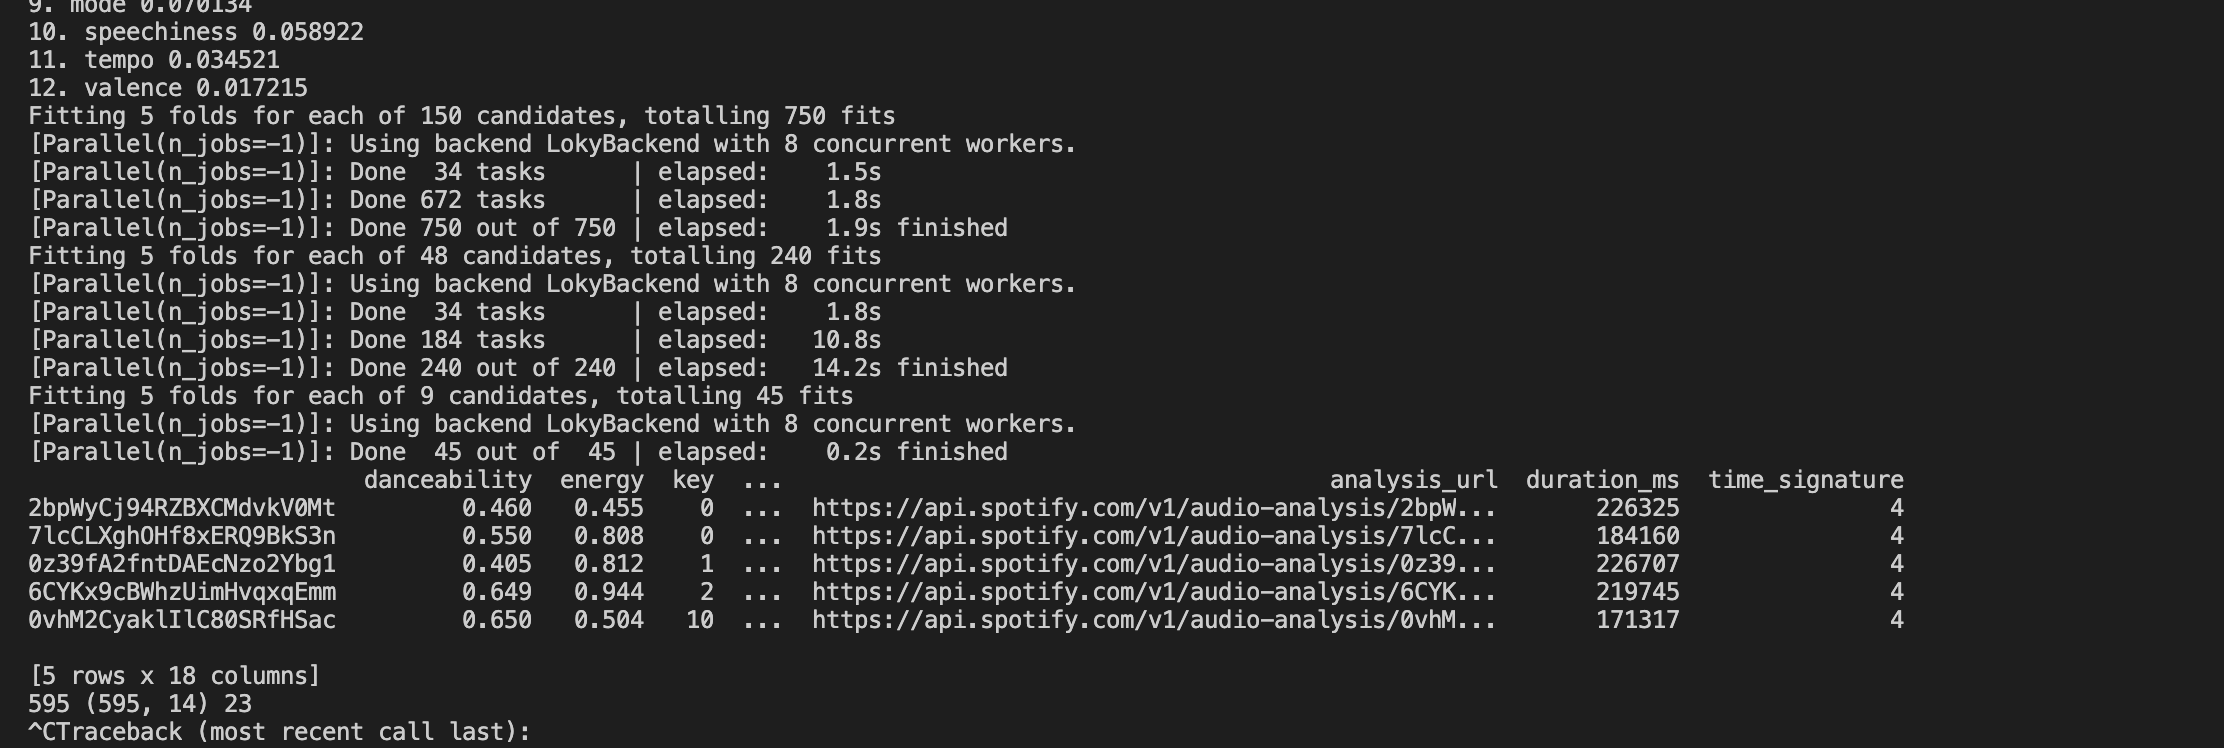 9. mode 0.070134
10. speechiness 0.058922
11. tempo 0.034521
12. valence 0.017215
Fitting 5 folds for each of 150 candidates, totalling 750 fits
[Parallel(n_jobs=-1)]: Using backend LokyBackend with 8 concurrent workers.
[Parallel(n_jobs=-1)]: Done  34 tasks      | elapsed:    1.5s
[Parallel(n_jobs=-1)]: Done 672 tasks      | elapsed:    1.8s
[Parallel(n_jobs=-1)]: Done 750 out of 750 | elapsed:    1.9s finished
Fitting 5 folds for each of 48 candidates, totalling 240 fits
[Parallel(n_jobs=-1)]: Using backend LokyBackend with 8 concurrent workers.
[Parallel(n_jobs=-1)]: Done  34 tasks      | elapsed:    1.8s
[Parallel(n_jobs=-1)]: Done 184 tasks      | elapsed:   10.8s
[Parallel(n_jobs=-1)]: Done 240 out of 240 | elapsed:   14.2s finished
Fitting 5 folds for each of 9 candidates, totalling 45 fits
[Parallel(n_jobs=-1)]: Using backend LokyBackend with 8 concurrent workers.
[Parallel(n_jobs=-1)]: Done  45 out of  45 | elapsed:    0.2s finished
                        danceability  energy  key  ...                                       analysis_url  duration_ms  time_signature
2bpWyCj94RZBXCMdvkV0Mt         0.460   0.455    0  ...  https://api.spotify.com/v1/audio-analysis/2bpW...       226325               4
7lcCLXghOHf8xERQ9BkS3n         0.550   0.808    0  ...  https://api.spotify.com/v1/audio-analysis/7lcC...       184160               4
0z39fA2fntDAEcNzo2Ybg1         0.405   0.812    1  ...  https://api.spotify.com/v1/audio-analysis/0z39...       226707               4
6CYKx9cBWhzUimHvqxqEmm         0.649   0.944    2  ...  https://api.spotify.com/v1/audio-analysis/6CYK...       219745               4
0vhM2CyaklIlC80SRfHSac         0.650   0.504   10  ...  https://api.spotify.com/v1/audio-analysis/0vhM...       171317               4
[5 rows x 18 columns]
595 (595, 14) 23
^CTraceback (most recent call last):